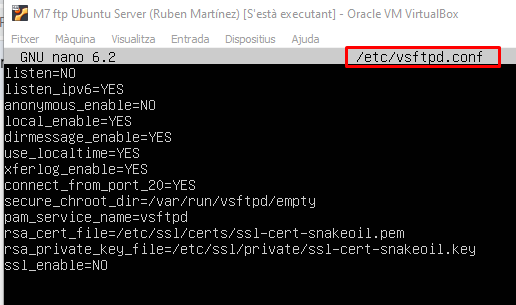 M7 ftp Ubuntu Server (Ruben Martínez) [S'està executant] - Oracle VM VirtualBox
Fitxer Màquina Visualitza Entrada Dispositius Ajuda
GNU nano 6.2 /etc/vsftpd.conf
listen=NO
listen_ipv6=YES
anonymous_enable=NO
local_enable=YES
dirmessage_enable=YES
use_localtime=YES
xferlog_enable=YES
connect_from_port_20=YES
secure_chroot_dir=/var/run/vsftpd/empty
pam_service_name=vsftpd
rsa_cert_file=/etc/ssl/certs/ssl-cert-snakeoil.pem
rsa_private_key_file=/etc/ssl/private/ssl-cert-snakeoil.key
ssl_enable=NO